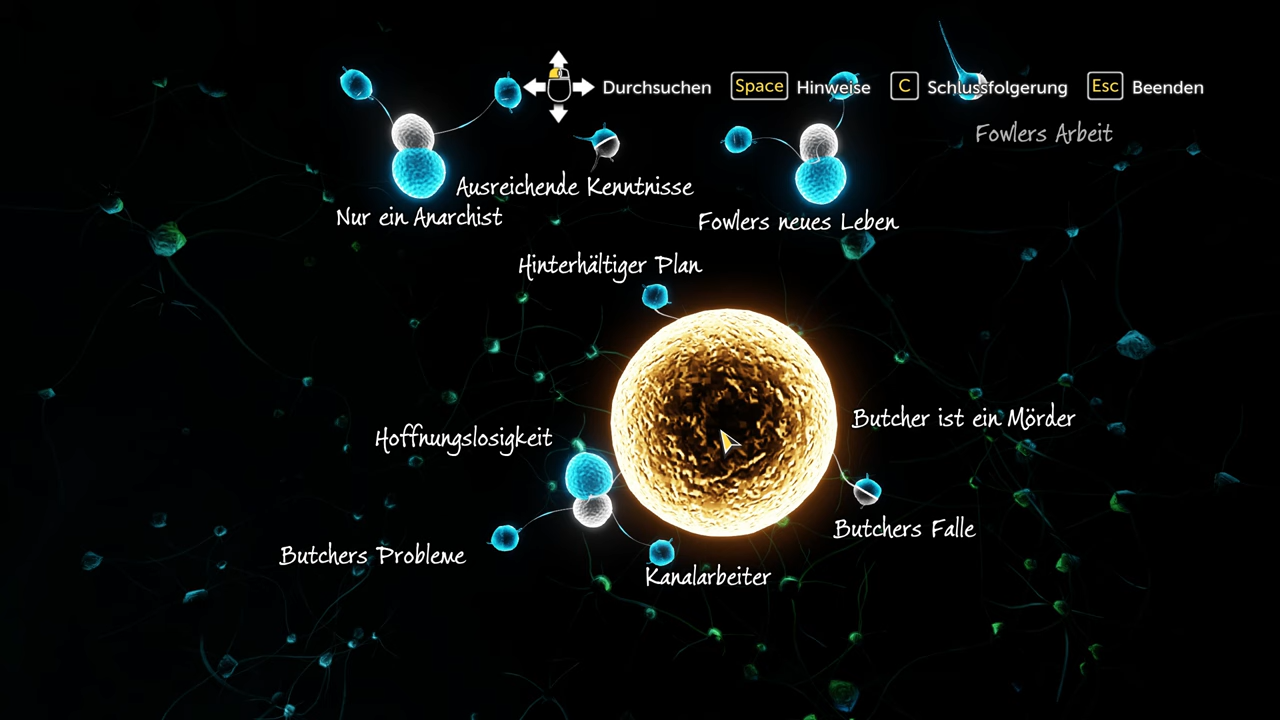 Durchsuchen
Space Hinweise
C Schlussfolgerung
Esc Beenden
Fowlers Arbeit
Ausreichende Kenntnisse
Nur ein Anarchist
Fowlers neues Leben
Hinterhältiger Plan
Butcher ist ein Mörder
Hoffnungslosigkeit
Butchers Falle
Butchers Probleme
Kanalarbeiter